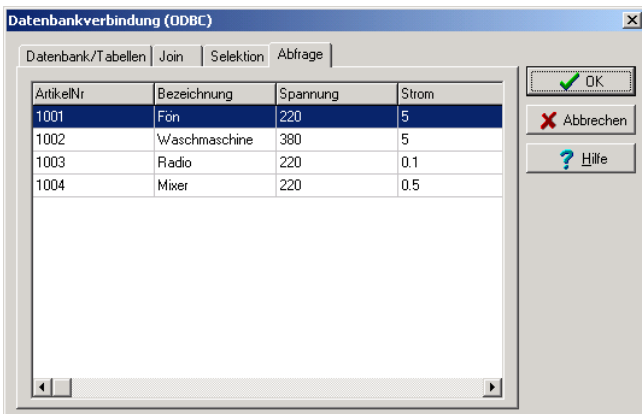 Datenbankverbindung (ODBC)
Datenbank/Tabellen Join Selektion Abfrage
ArtikelNr Bezeichnung Spannung Strom
1001 Fön 220 5
1002 Waschmaschine 380 5
1003 Radio 220 0.1
1004 Mixer 220 0.5
OK
Abbrechen
Hilfe